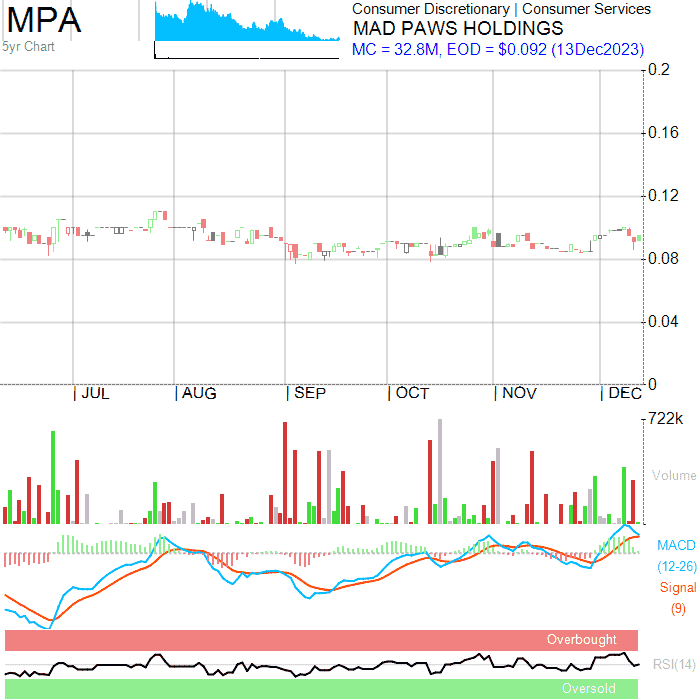 MPA
5yr Chart
Consumer Discretionary | Consumer Services
MAD PAWS HOLDINGS
MC = 32.8M, EOD = $0.092 (13Dec2023)
0.2
0.16
0.12
0.08
0.04
0
| JUL | AUG | SEP | OCT | NOV | DEC
722k
Volume
MACD
(12-26)
Signal
(9)
Overbought
RSI(14)
Oversold